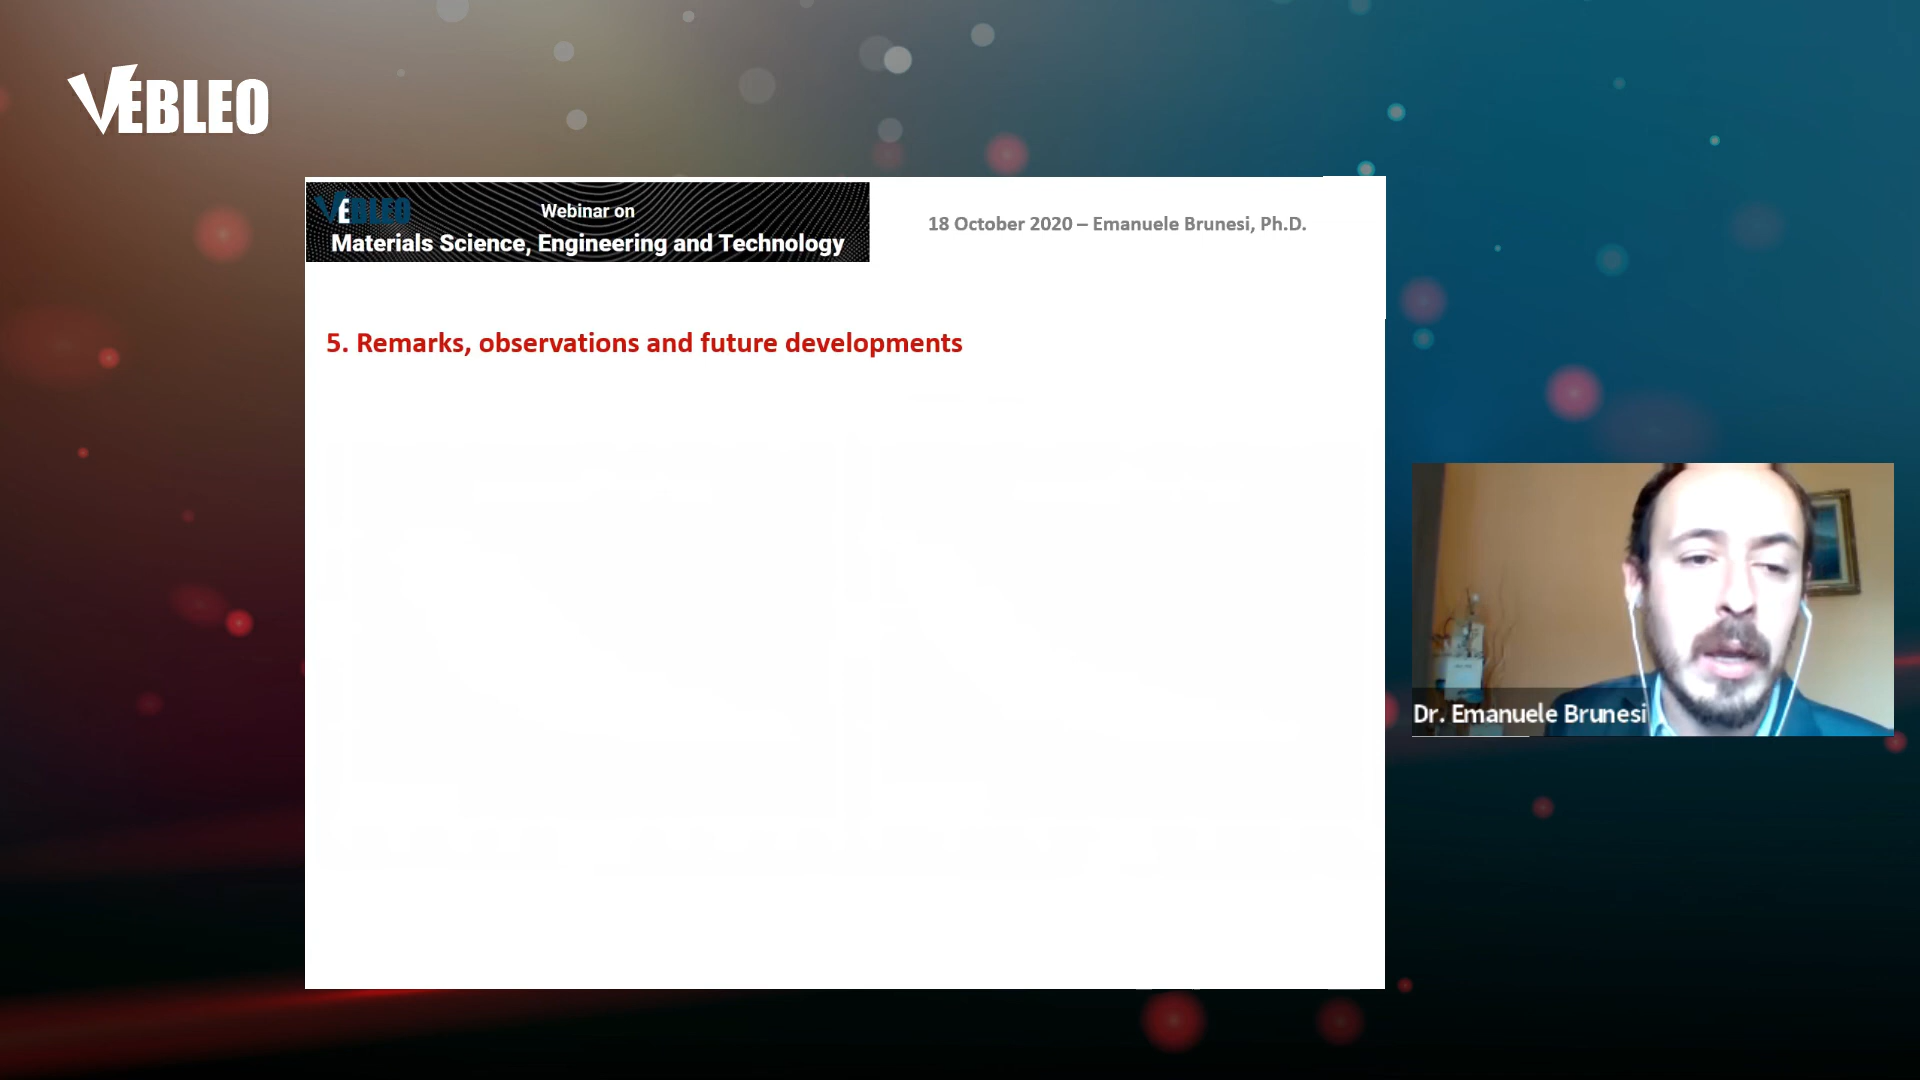 VEBLEO
VEBLEO
Webinar on
Materials Science, Engineering and Technology
18 October 2020 – Emanuele Brunesi, Ph.D.
5. Remarks, observations and future developments
Dr. Emanuele Brunesi